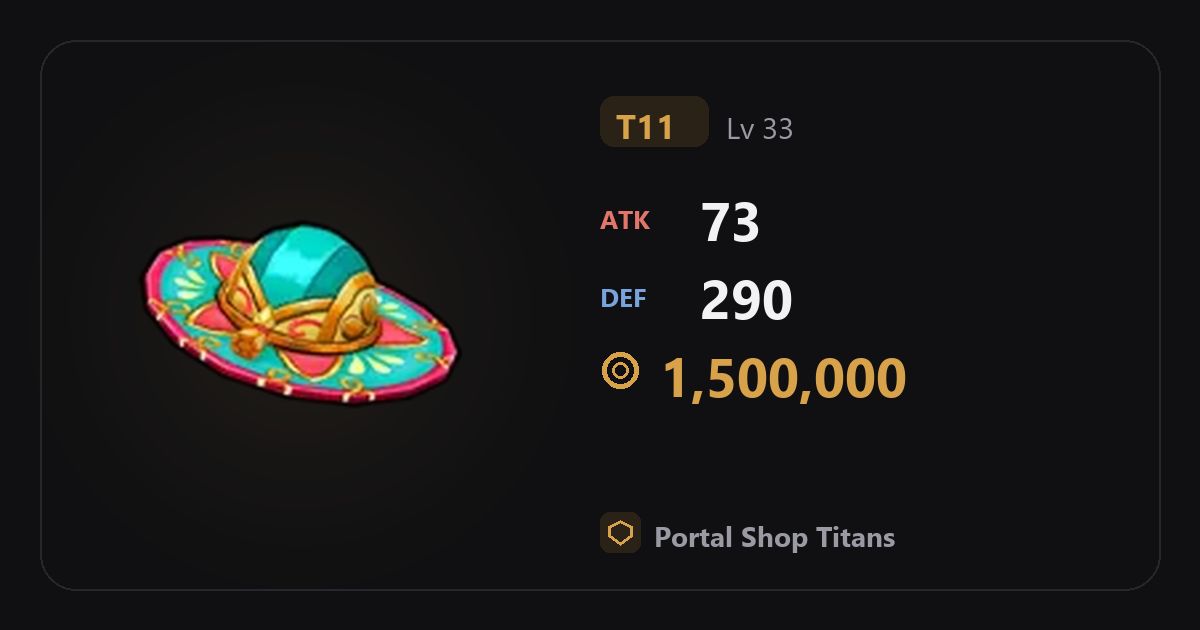 T11 Lv 33
ATK 73
DEF 290
1,500,000
Portal Shop Titans